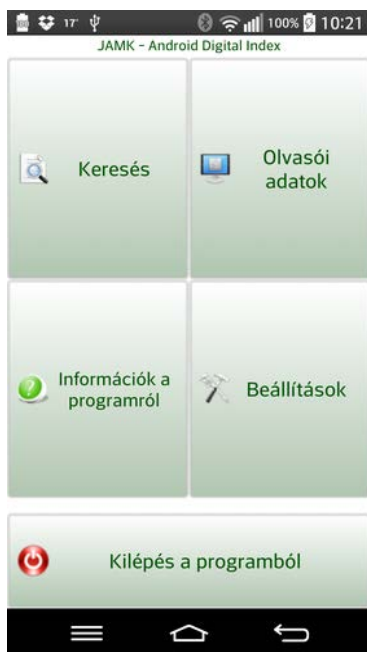 17° 100% 10:21
JAMK - Android Digital Index
Keresés
Olvasói
adatok
Információk a
programról
Beállítások
Kilépés a programból